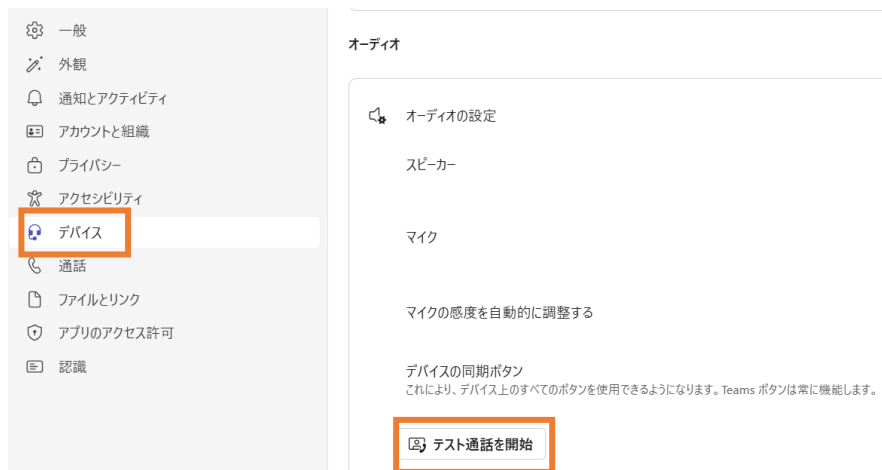 一般
外観
通知とアクティビティ
アカウントと組織
プライバシー
アクセシビリティ
デバイス
通話
ファイルとリンク
アプリのアクセス許可
認識
オーディオ
オーディオの設定
スピーカー
マイク
マイクの感度を自動的に調整する
デバイスの同期ボタン
これにより、デバイス上のすべてのボタンを使用できるようになります。Teams ボタンは常に機能します。
テスト通話を開始